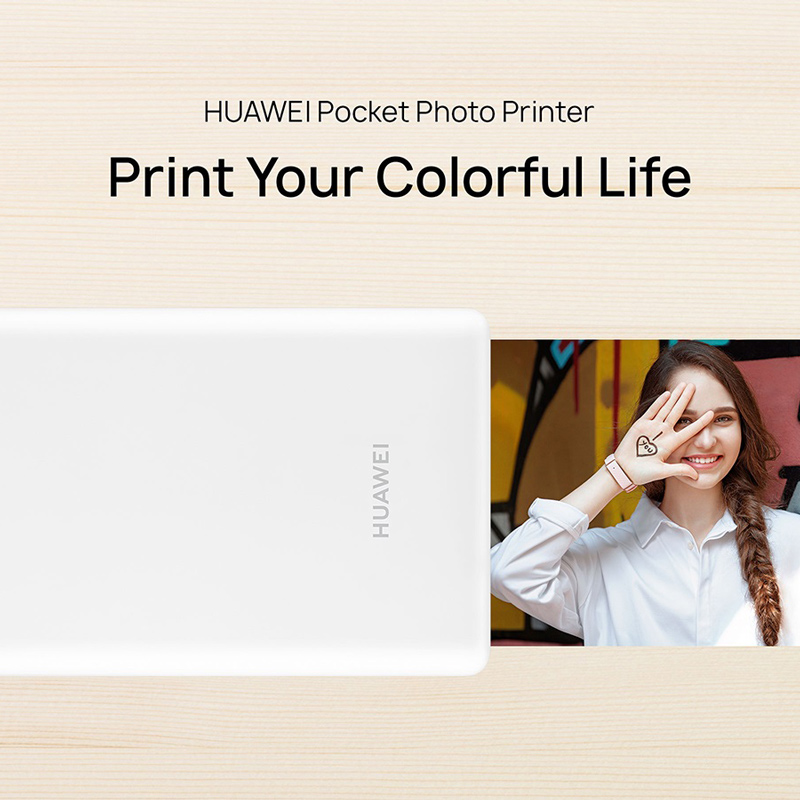 HUAWEI Pocket Photo Printer
Print Your Colorful Life
HUAWEI
I
YOU